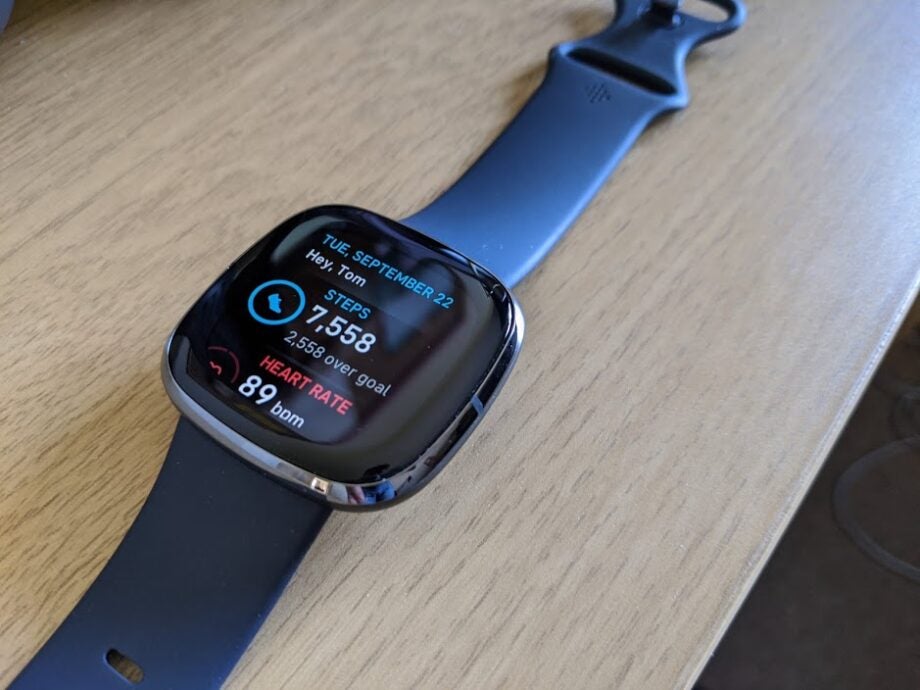 TUE, SEPTEMBER 22
Hey, Tom
STEPS
7,558
2,558 over goal
HEART RATE
89 bpm